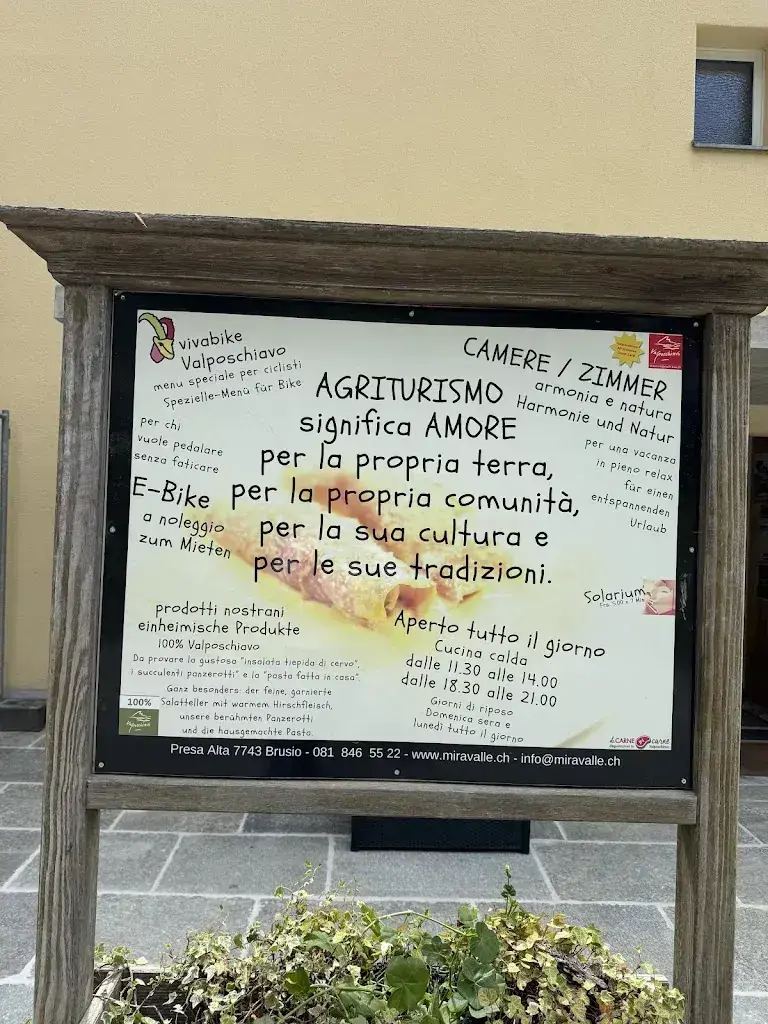 vivabike
Valposchiavo
menu speciale per ciclisti
Spezielle-Menü für Bike
per chi
vuole pedalare
senza faticare
E-Bike
a noleggio
zum Mieten
AGRITURISMO
significa AMORE
per la propria terra,
per la propria comunità,
per la sua cultura e
per le sue tradizioni.
CAMERE / ZIMMER
armonia e natura
Harmonie und Natur
per una vacanza
in pieno relax
für einen
entspannenden
Urlaub
Valposchiavo
Solarium
prodotti nostrani
einheimische Produkte
100% Valposchiavo
Da provare la gustosa "insalata tiepida di cervo",
i succulenti panzerotti" e la "pasta fatta in casa".
Ganz besonders: der feine, garnierte
Salatteller mit warmem Hirschfleisch,
unsere berühmten Panzerotti
und die hausgemachte Pasta.
100%
Valposchiavo
Aperto tutto il giorno
Cucina calda
dalle 11.30 alle 14.00
dalle 18.30 alle 21.00
Giorni di riposo
Domenica sera e
lunedì tutto il giorno
CARNE carné
Presa Alta 7743 Brusio - 081 846 55 22 - www.miravalle.ch - info@miravalle.ch